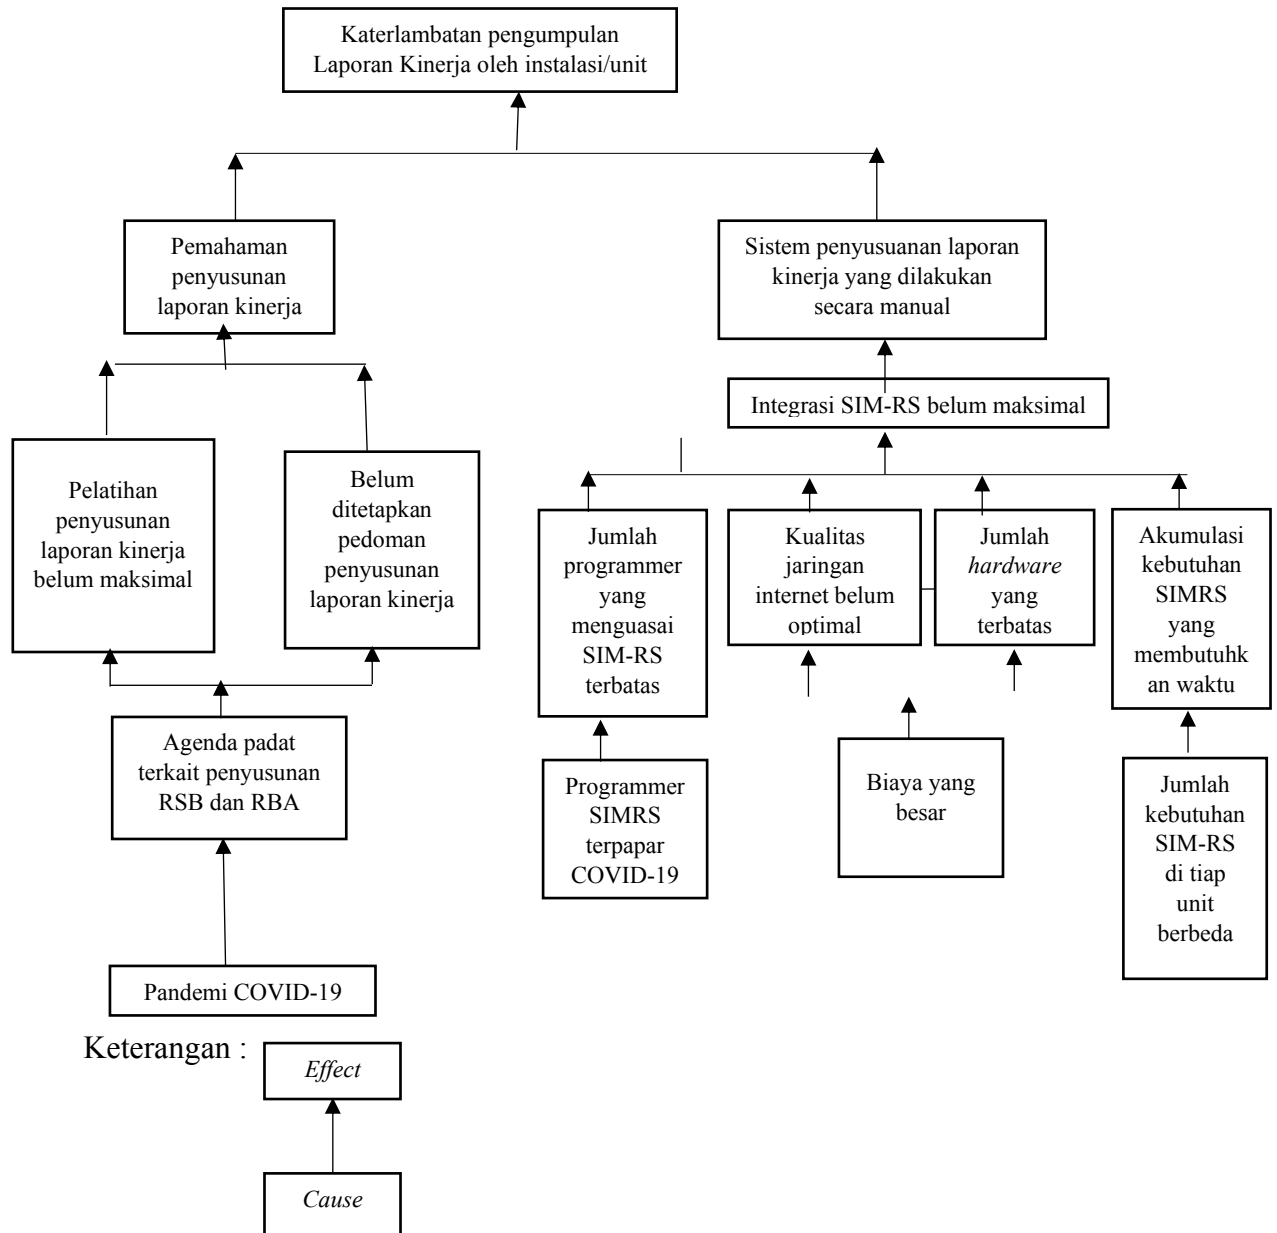 Katerlambatan pengumpulan
Laporan Kinerja oleh instalasi/unit
Pemahaman
penyusunan
laporan kinerja
Sistem penyusuanan laporan
kinerja yang dilakukan
secara manual
Integrasi SIM-RS belum maksimal
Pelatihan
penyusunan
laporan kinerja
belum maksimal
Belum
ditetapkan
pedoman
penyusunan
laporan kinerja
Jumlah
programmer
yang
menguasai
SIM-RS
terbatas
Kualitas
jaringan
internet belum
optimal
Jumlah
hardware
yang
terbatas
Akumulasi
kebutuhan
SIMRS
yang
membutuhk
an waktu
Agenda padat
terkait penyusunan
RSB dan RBA
Programmer
SIMRS
terpapar
COVID-19
Biaya yang
besar
Jumlah
kebutuhan
SIM-RS
di tiap
unit
berbeda
Pandemi COVID-19
Keterangan :
Effect
Cause